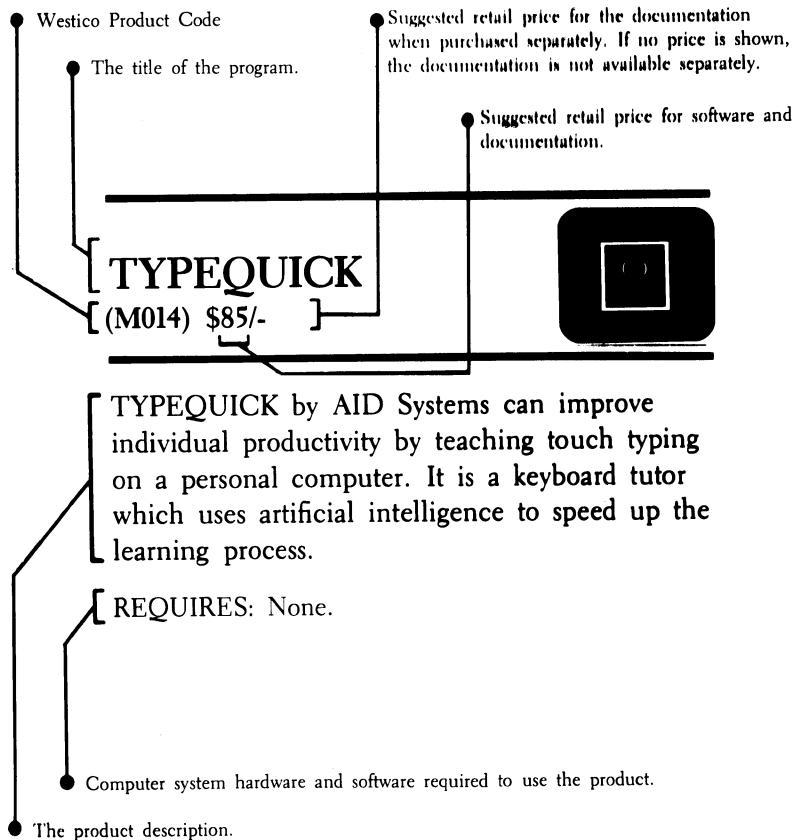 Westico Product Code
The title of the program.
Suggested retail price for the documentation
when purchased separately. If no price is shown,
the documentation is not available separately.
Suggested retail price for software and
documentation.
TYPEQUICK
(M014) $85/-
TYPEQUICK by AID Systems can improve
individual productivity by teaching touch typing
on a personal computer. It is a keyboard tutor
which uses artificial intelligence to speed up the
learning process.
REQUIRES: None.
Computer system hardware and software required to use the product.
The product description.